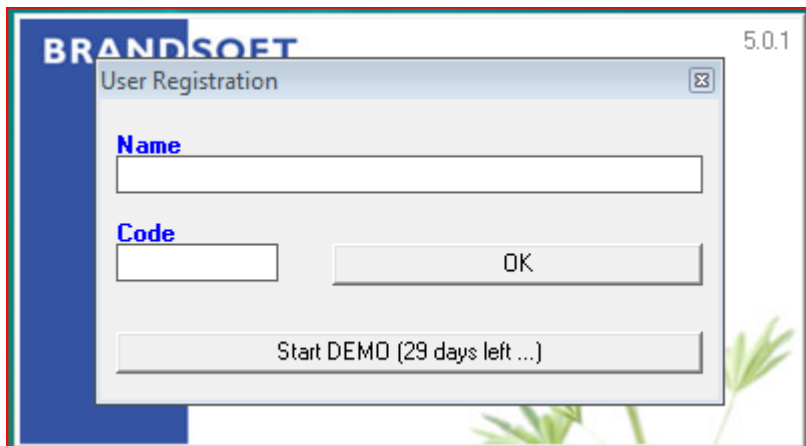 BRANDSOFT
5.0.1
User Registration
Name
Code
OK
Start DEMO (29 days left ...)